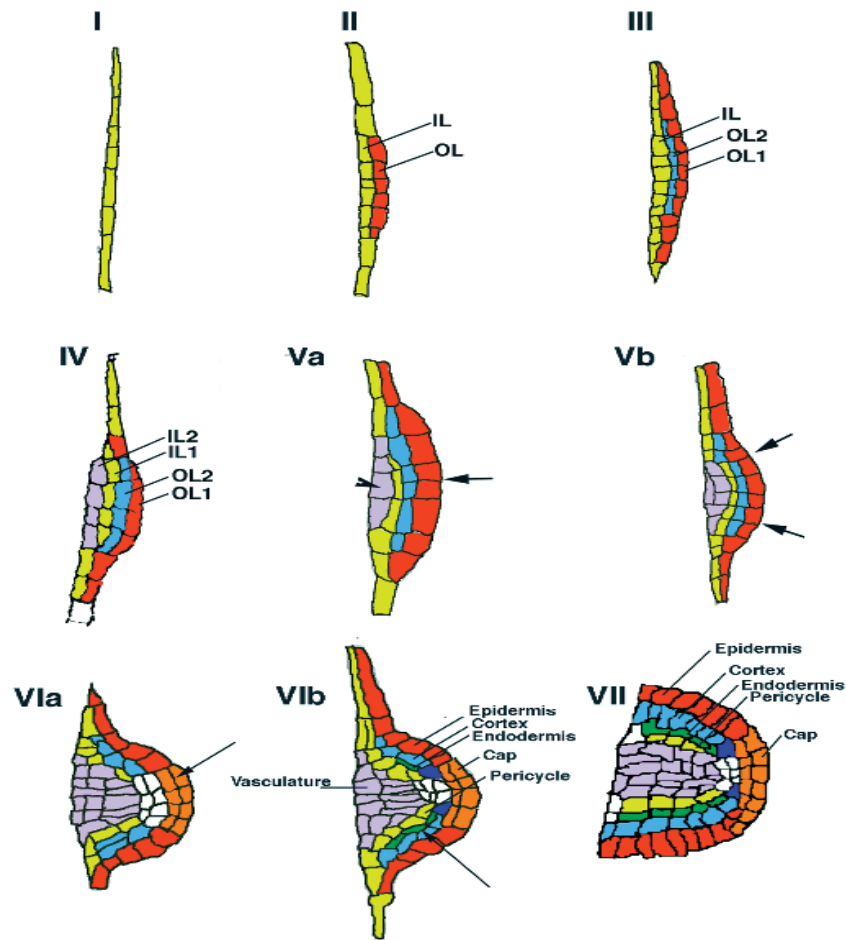 I
II
IL
OL
III
IL
OL2
OL1
IV
IL2
IL1
OL2
OL1
Va
Vb
VIa
VIb
Epidermis
Cortex
Endodermis
Cap
Pericycle
Vasculature
VII
Epidermis
Cortex
Endodermis
Pericycle
Cap